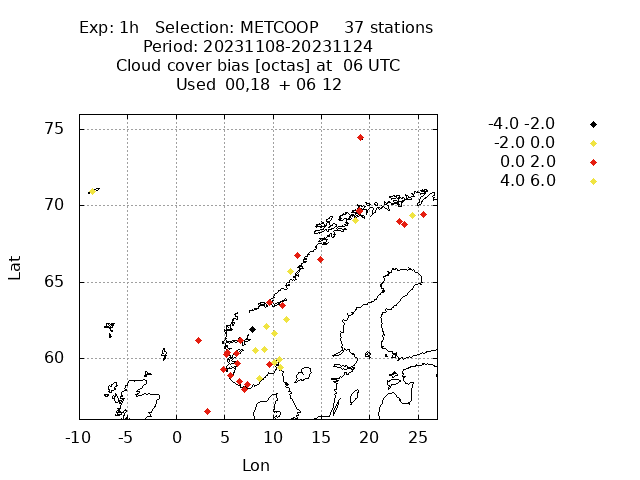 Exp: 1h   Selection: METCOOP     37 stations
Period: 20231108-20231124
Cloud cover bias [octas] at  06 UTC
Used  00,18  + 06 12
-4.0 -2.0
-2.0 0.0
0.0 2.0
4.0 6.0
75
70
65
60
Lat
-10 -5 0 5 10 15 20 25
Lon